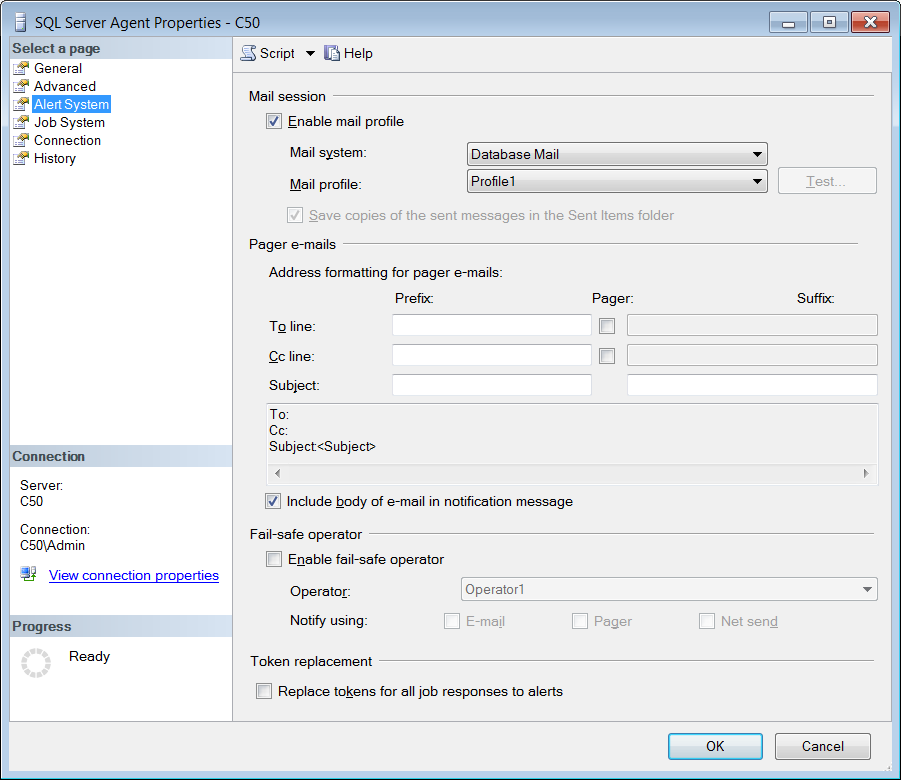 SQL Server Agent Properties - C50
Select a page
General
Advanced
Alert System
Job System
Connection
History
Connection
Server:
C50
Connection:
C50\Admin
View connection properties
Progress
Ready
Script Help
Mail session
Enable mail profile
Mail system: Database Mail
Mail profile: Profile1 Test...
Save copies of the sent messages in the Sent Items folder
Pager e-mails
Address formatting for pager e-mails:
Prefix: Pager: Suffix:
To line:
Cc line:
Subject:
To:
Cc:
Subject:<Subject>
Include body of e-mail in notification message
Fail-safe operator
Enable fail-safe operator
Operator: Operator1
Notify using: E-mail Pager Net send
Token replacement
Replace tokens for all job responses to alerts
OK Cancel